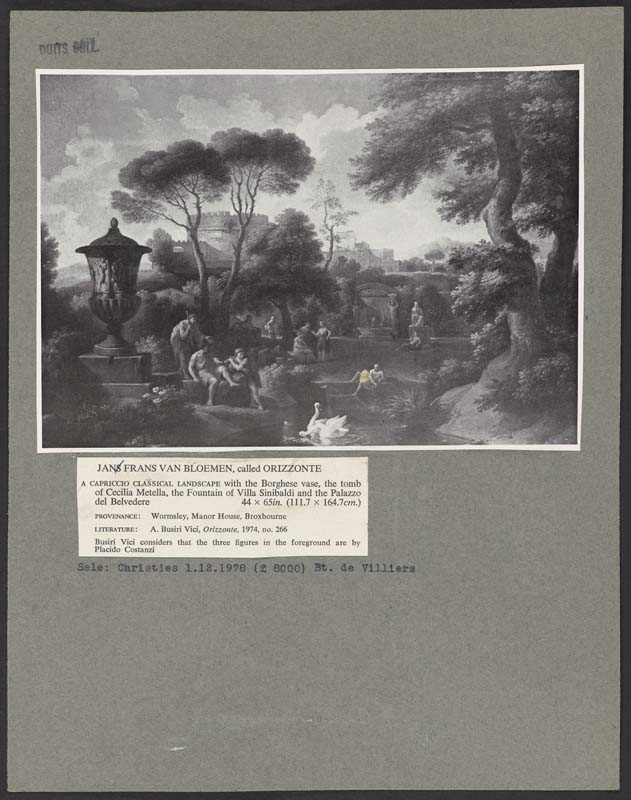 DUITS COLL.
JANS FRANS VAN BLOEMEN, called ORIZZONTE
A CAPRICCIO CLASSICAL LANDSCAPE with the Borghese vase, the tomb
of Cecilia Metella, the Fountain of Villa Sinibaldi and the Palazzo
del Belvedere 44 × 65in. (111.7 × 164.7cm.)
PROVENANCE: Wormsley, Manor House, Broxbourne
LITERATURE: A. Busiri Vici, Orizzonte, 1974, no. 266
Busiri Vici considers that the three figures in the foreground are by
Placido Costanzi
Sale: Christies 1.12.1978 (£ 8000) Bt. de Villiers